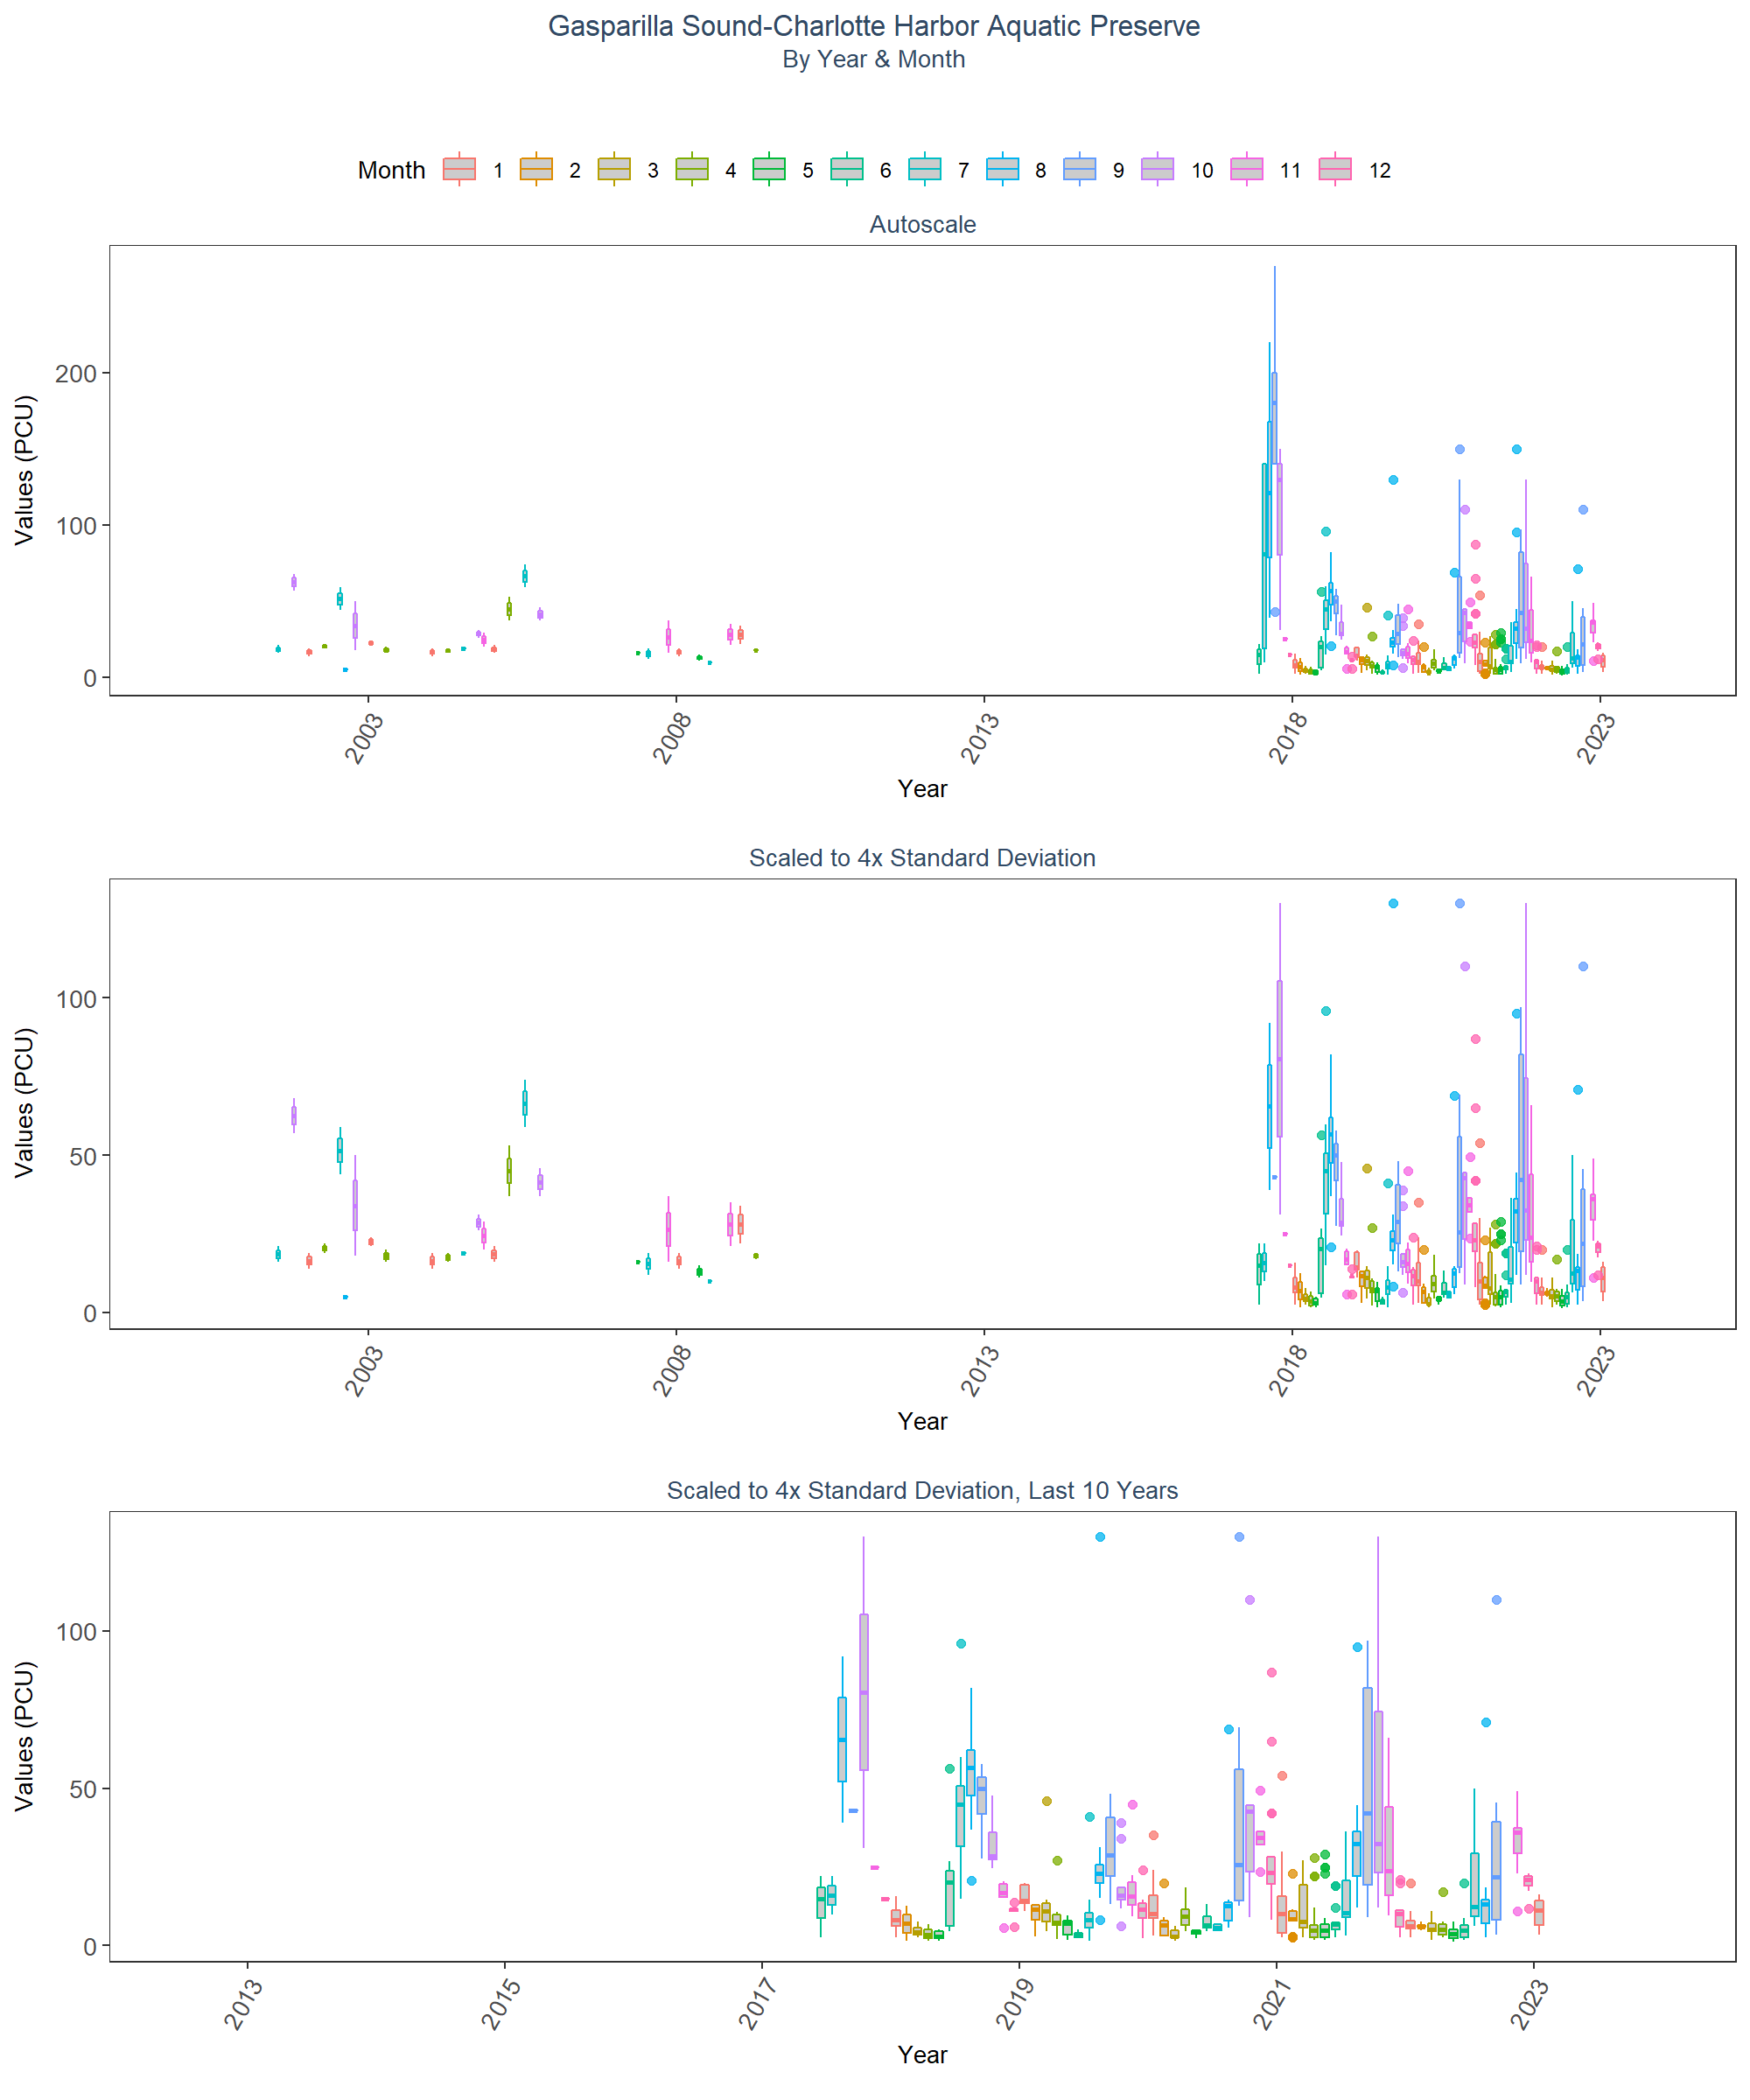 Gasparilla Sound-Charlotte Harbor Aquatic Preserve
By Year & Month
Month 1 2 3 4 5 6 7 8 9 10 11 12
Autoscale
Values (PCU)
200
100
0
2003 2008 2013 2018 2023
Year
Scaled to 4x Standard Deviation
Values (PCU)
100
50
0
2003 2008 2013 2018 2023
Year
Scaled to 4x Standard Deviation, Last 10 Years
Values (PCU)
100
50
0
2013 2015 2017 2019 2021 2023
Year